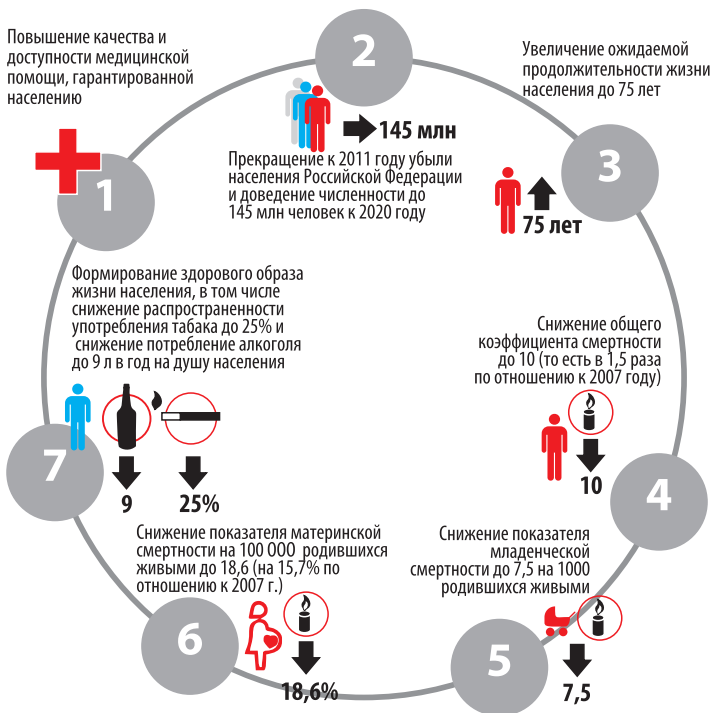 1
Повышение качества и
доступности медицинской
помощи, гарантированной
населению
2
145 млн
Прекращение к 2011 году убыли
населения Российской Федерации
и доведение численности до
145 млн человек к 2020 году
3
Увеличение ожидаемой
продолжительности жизни
населения до 75 лет
75 лет
4
Снижение общего
коэффициента смертности
до 10 (то есть в 1,5 раза
по отношению к 2007 году)
10
5
Снижение показателя
младенческой
смертности до 7,5 на 1000
родившихся живыми
7,5
6
Снижение показателя материнской
смертности на 100 000 родившихся
живыми до 18,6 (на 15,7% по
отношению к 2007 г.)
18,6%
7
Формирование здорового образа
жизни населения, в том числе
снижение распространенности
употребления табака до 25% и
снижение потребление алкоголя
до 9 л в год на душу населения
9
25%